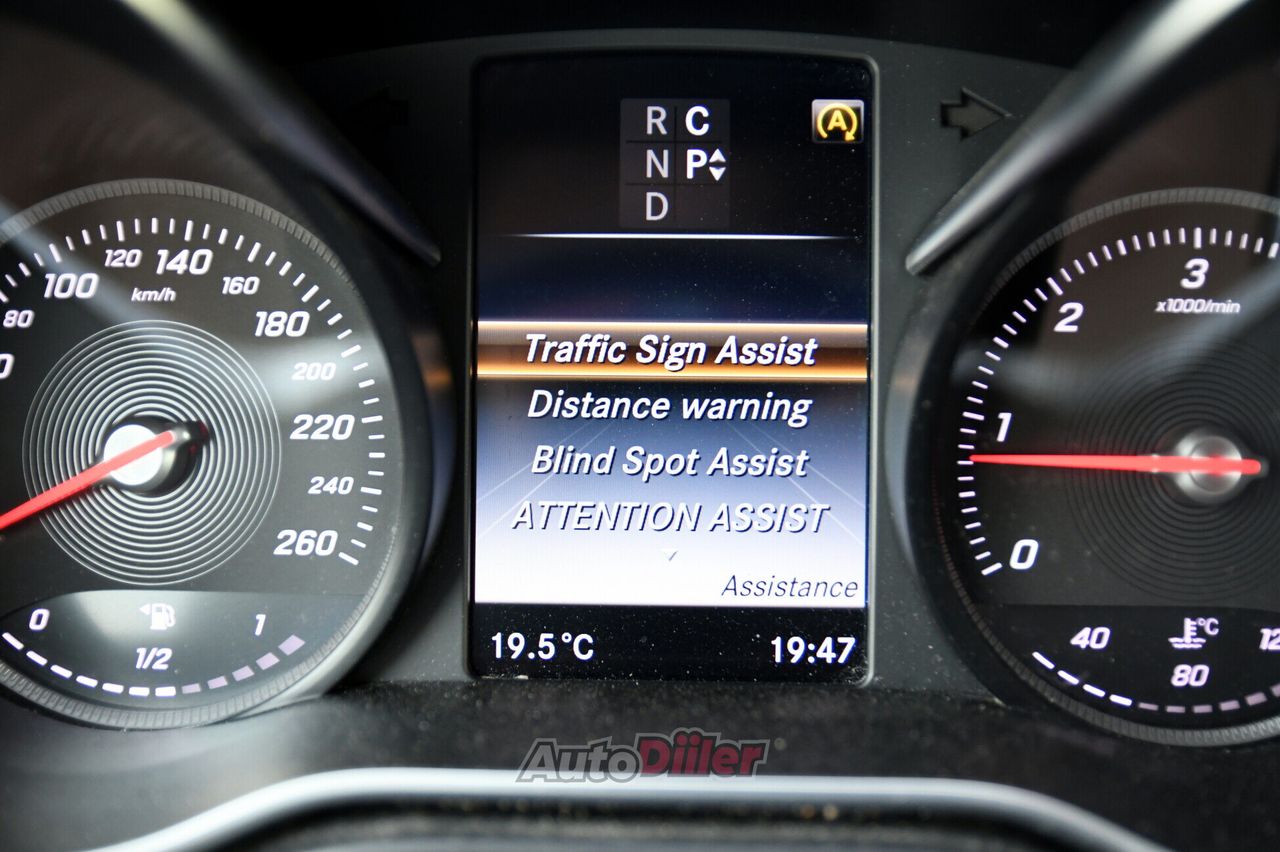 R C
N P
D
A
80
100
120
140
160
180
200
220
240
260
km/h
0
1/2
1
Traffic Sign Assist
Distance warning
Blind Spot Assist
ATTENTION ASSIST
Assistance
19.5°C
19:47
3
2
x1000/min
1
0
°C
40
80
AutoDiiler